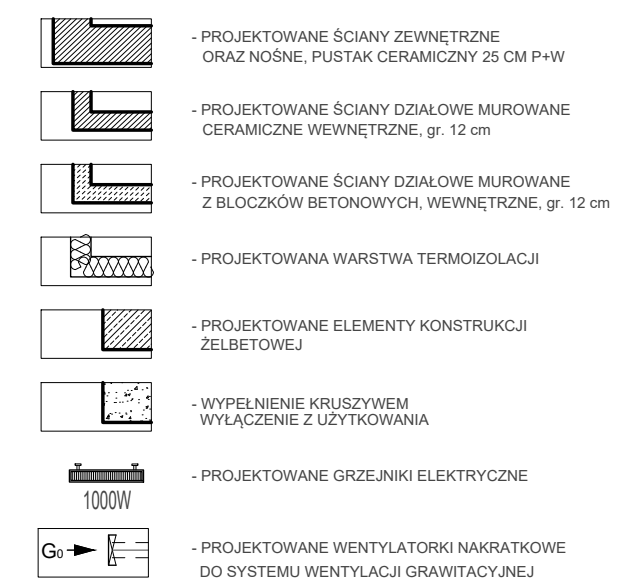 - PROJEKTOWANE ŚCIANY ZEWNĘTRZNE
ORAZ NOŚNE, PUSTAK CERAMICZNY 25 CM P+W
- PROJEKTOWANE ŚCIANY DZIAŁOWE MUROWANE
CERAMICZNE WEWNĘTRZNE, gr. 12 cm
- PROJEKTOWANE ŚCIANY DZIAŁOWE MUROWANE
Z BLOCZKÓW BETONOWYCH, WEWNĘTRZNE, gr. 12 cm
- PROJEKTOWANA WARSTWA TERMOIZOLACJI
- PROJEKTOWANE ELEMENTY KONSTRUKCJI
ŻELBETOWEJ
- WYPEŁNIENIE KRUSZYWEM
WYŁĄCZENIE Z UŻYTKOWANIA
- PROJEKTOWANE GRZEJNIKI ELEKTRYCZNE
1000W
G₀
- PROJEKTOWANE WENTYLATORKI NAKRATKOWE
DO SYSTEMU WENTYLACJI GRAWITACYJNEJ